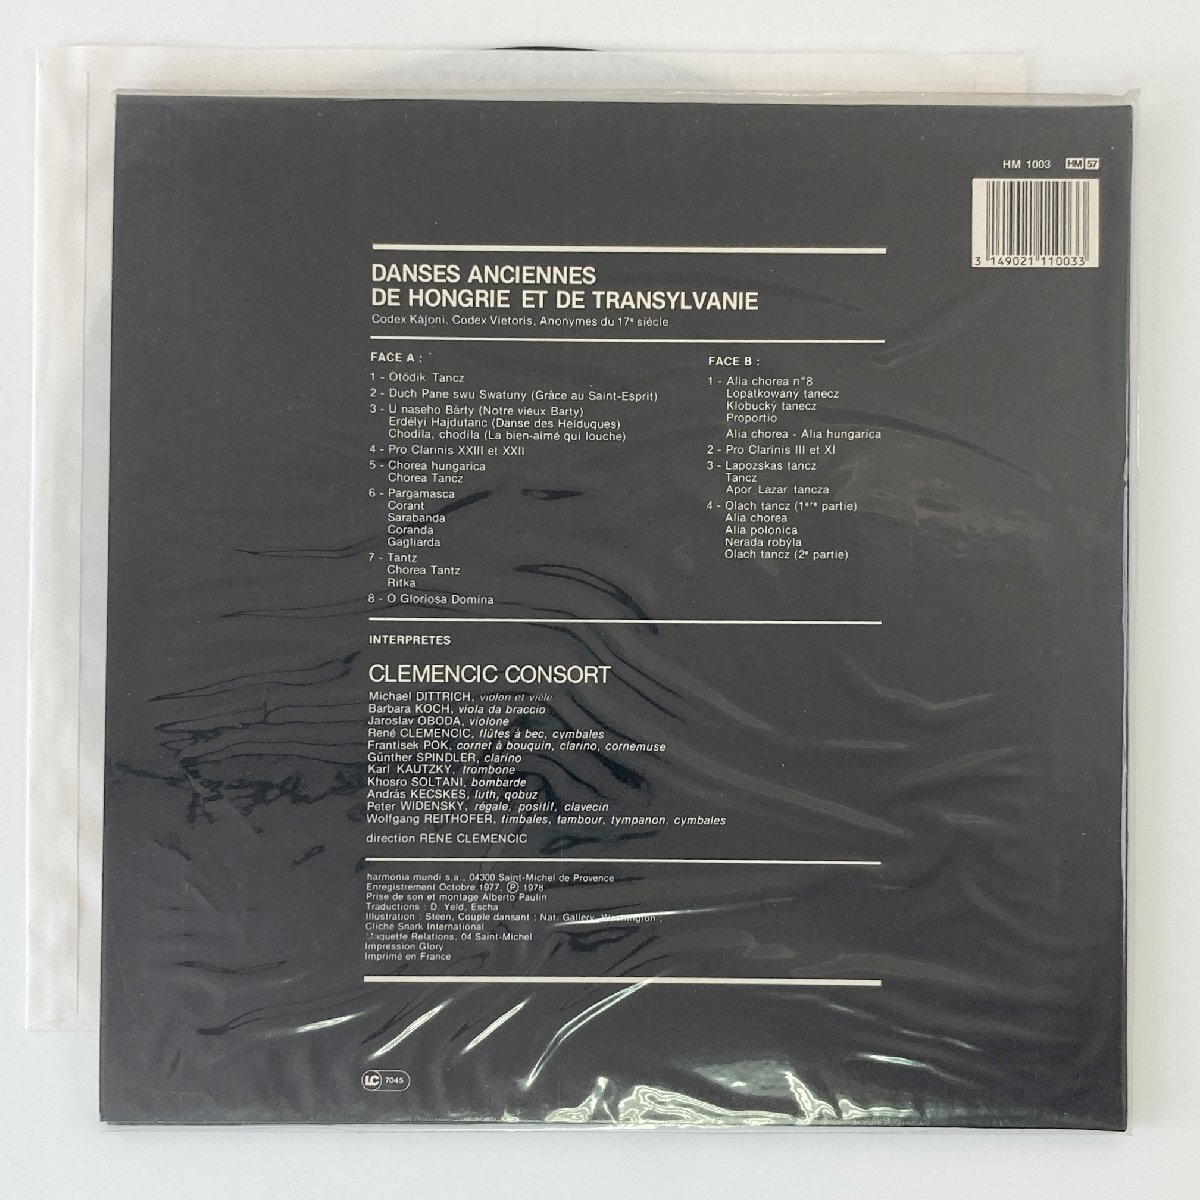 HM 1003 HM 57
3 149021 110033
DANSES ANCIENNES
DE HONGRIE ET DE TRANSYLVANIE
Codex Kàjoni, Codex Vietoris, Anonymes du 17e siècle
FACE A :
1 - Otödik Tancz
2 - Duch Pane swu Swatuny (Grâce au Saint-Esprit)
3 - U naseho Bàrty (Notre vieux Barty)
Erdélyi Hajdutanc (Danse des Heiduques)
Chodila, chodila (La bien-aimé qui louche)
4 - Pro Clarinis XXIII et XXII
5 - Chorea hungarica
Chorea Tancz
6 - Pargamasca
Corant
Sarabanda
Coranda
Gagliarda
7 - Tantz
Chorea Tantz
Ritka
8 - O Gloriosa Domina
FACE B :
1 - Alia chorea n°8
Lopatkowaný tanecz
Klobucký tanecz
Proportio
Alia chorea - Alia hungarica
2 - Pro Clarinis III et XI
3 - Lapozskas tancz
Tancz
Apor Lazar tancza
4 - Olach tancz (1ere partie)
Alia chorea
Alia polonica
Nerada robýla
Olach tancz (2e partie)
INTERPRETES
CLEMENCIC CONSORT
Michael DITTRICH, violon et vièle
Barbara KOCH, viola da braccio
Jaroslav OBODA, violone
René CLEMENCIC, flûtes à bec, cymbales
Frantisek POK, cornet à bouquin, clarino, cornemuse
Günther SPINDLER, clarino
Karl KAUTZKY, trombone
Khosro SOLTANI, bombarde
András KECSKES, luth, qobuz
Peter WIDENSKY, régale, positif, clavecin
Wolfgang REITHOFER, timbales, tambour, tympanon, cymbales
direction RENE CLEMENCIC
harmonia mundi s.a., 04300 Saint-Michel de Provence
Enregistrement Octobre 1977, ℗ 1978
Prise de son et montage Alberto Paulin
Traductions : D. Yeld, Escha
Illustration : Steen, Couple dansant ; Nat. Gallery, Washington ;
Cliché Snark International
Maquette Relations, 04 Saint-Michel
Impression Glory
Imprimé en France
LC 7045